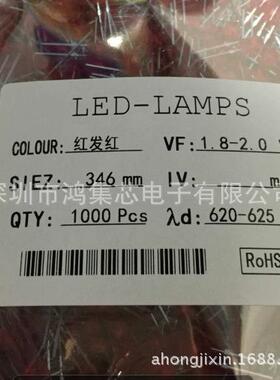 LED-LAMPS
COLOUR: 红发红 VF: 1.8-2.0 V
SIEZ: 346 mm IV: m
深圳市鸿集芯电子有限公司
QTY: 1000 Pcs λd: 620-625
RoHS
ahongjixin.1688.com